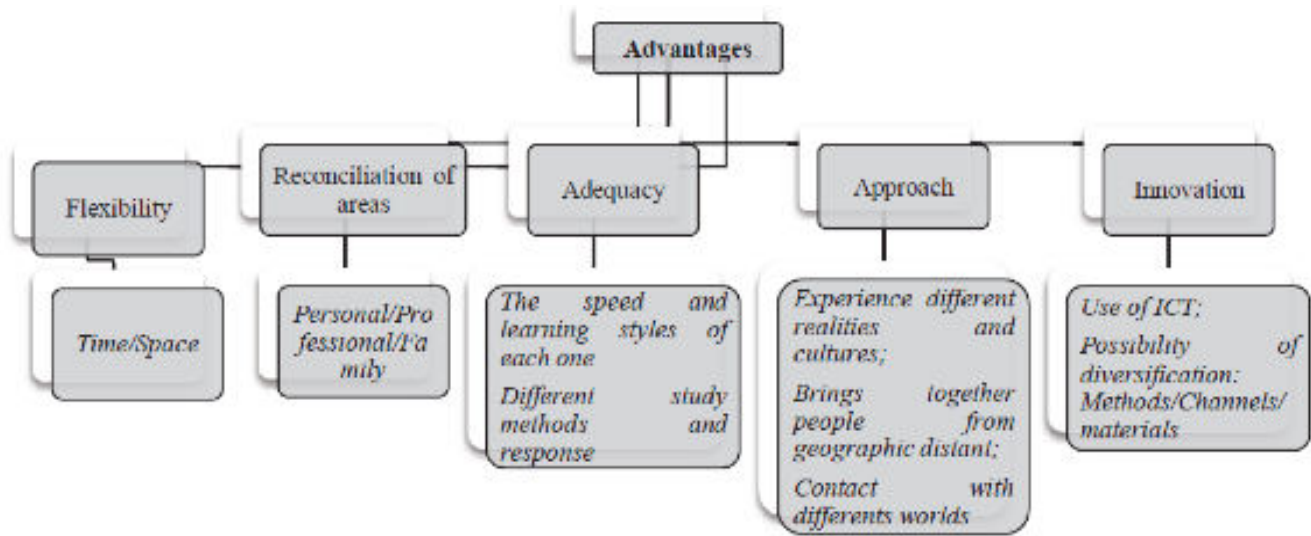 Advantages
Flexibility
Reconciliation of
areas
Adequacy
Approach
Innovation
Time/Space
Personal/Pro
fessional/Fa
mily
The speed and
learning styles of
each one
Different study
methods and
response
Experience different
realities and
cultures;
Brings together
people from
geographic distant;
Contact with
differents worlds
Use of ICT;
Possibility of
diversification:
Methods/Channels/
materials